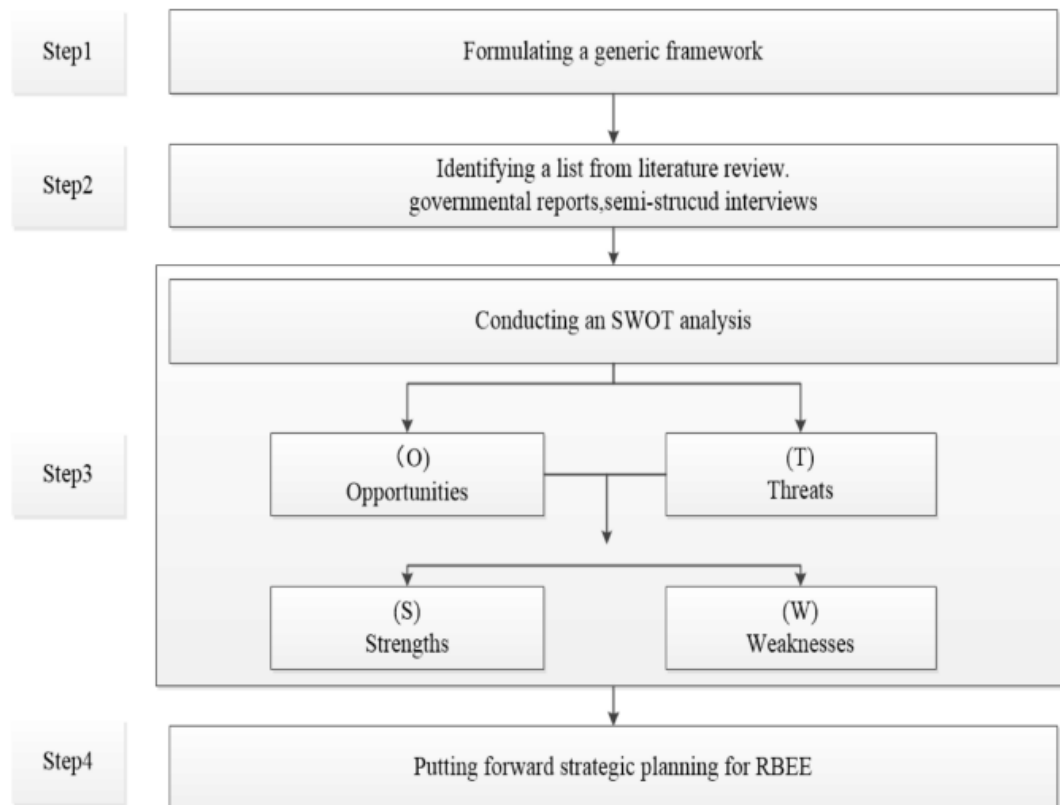 Step1
Formulating a generic framework
Step2
Identifying a list from literature review.
governmental reports,semi-strucud interviews
Conducting an SWOT analysis
Step3
(O)
Opportunities
(T)
Threats
(S)
Strengths
(W)
Weaknesses
Step4
Putting forward strategic planning for RBEE